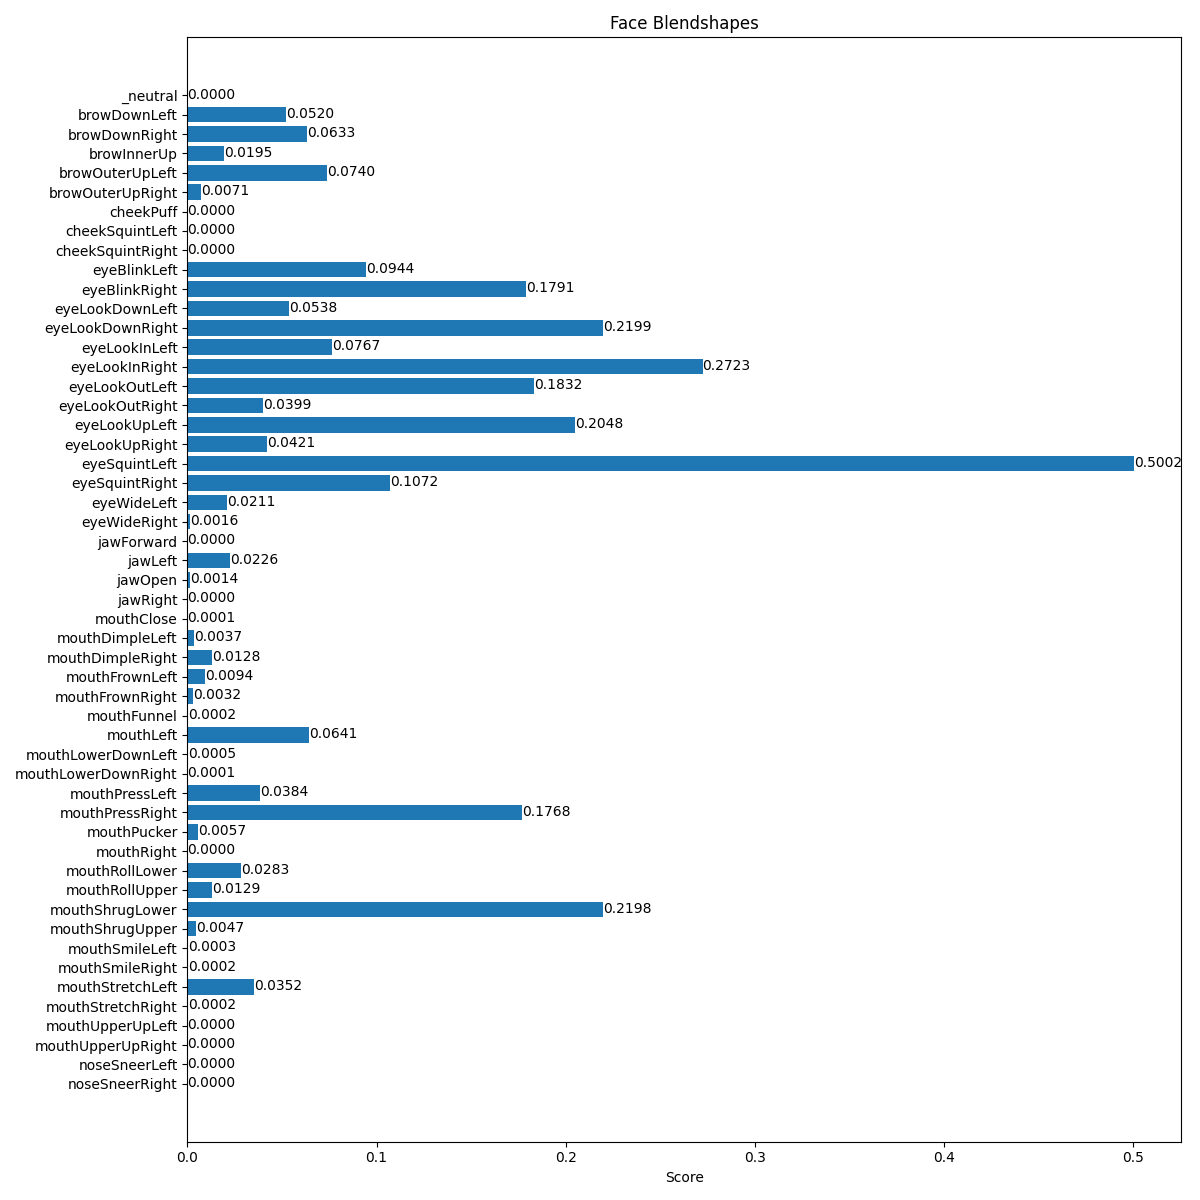 Face Blendshapes
_neutral 0.0000
browDownLeft 0.0520
browDownRight 0.0633
browInnerUp 0.0195
browOuterUpLeft 0.0740
browOuterUpRight 0.0071
cheekPuff 0.0000
cheekSquintLeft 0.0000
cheekSquintRight 0.0000
eyeBlinkLeft 0.0944
eyeBlinkRight 0.1791
eyeLookDownLeft 0.0538
eyeLookDownRight 0.2199
eyeLookInLeft 0.0767
eyeLookInRight 0.2723
eyeLookOutLeft 0.1832
eyeLookOutRight 0.0399
eyeLookUpLeft 0.2048
eyeLookUpRight 0.0421
eyeSquintLeft 0.5002
eyeSquintRight 0.1072
eyeWideLeft 0.0211
eyeWideRight 0.0016
jawForward 0.0000
jawLeft 0.0226
jawOpen 0.0014
jawRight 0.0000
mouthClose 0.0001
mouthDimpleLeft 0.0037
mouthDimpleRight 0.0128
mouthFrownLeft 0.0094
mouthFrownRight 0.0032
mouthFunnel 0.0002
mouthLeft 0.0641
mouthLowerDownLeft 0.0005
mouthLowerDownRight 0.0001
mouthPressLeft 0.0384
mouthPressRight 0.1768
mouthPucker 0.0057
mouthRight 0.0000
mouthRollLower 0.0283
mouthRollUpper 0.0129
mouthShrugLower 0.2198
mouthShrugUpper 0.0047
mouthSmileLeft 0.0003
mouthSmileRight 0.0002
mouthStretchLeft 0.0352
mouthStretchRight 0.0002
mouthUpperUpLeft 0.0000
mouthUpperUpRight 0.0000
noseSneerLeft 0.0000
noseSneerRight 0.0000
0.0 0.1 0.2 0.3 0.4 0.5
Score